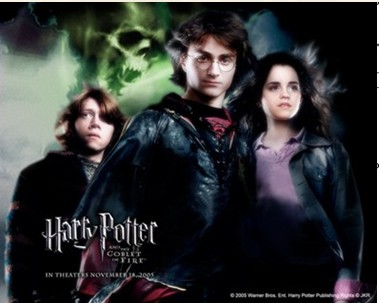 Harry Potter
AND THE
GOBLET
OF FIRE
IN THEATERS NOVEMBER 18, 2005
© 2005 Warner Bros. Ent. Harry Potter Publishing Rights © JKR